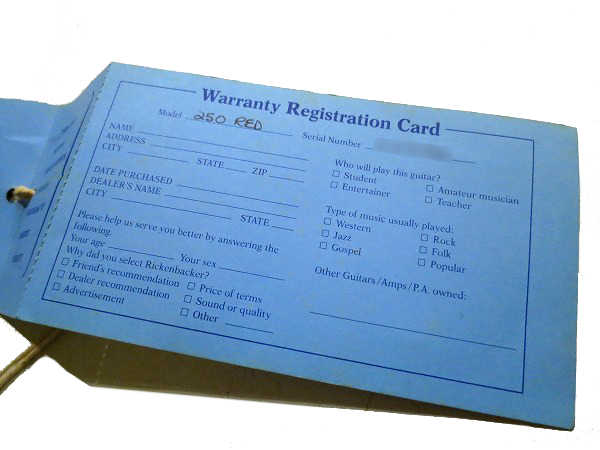 Warranty Registration Card
Model 250 RED
Serial Number
NAME
ADDRESS
CITY STATE ZIP
DATE PURCHASED
DEALER'S NAME
CITY STATE
Please help us serve you better by answering the
following.
Your age Your sex
Why did you select Rickenbacker?
Friend's recommendation Price of terms
Dealer recommendation Sound or quality
Advertisement Other
Who will play this guitar?
Student Amateur musician
Entertainer Teacher
Type of music usually played:
Western Rock
Jazz Folk
Gospel Popular
Other Guitars/Amps/P.A. owned: